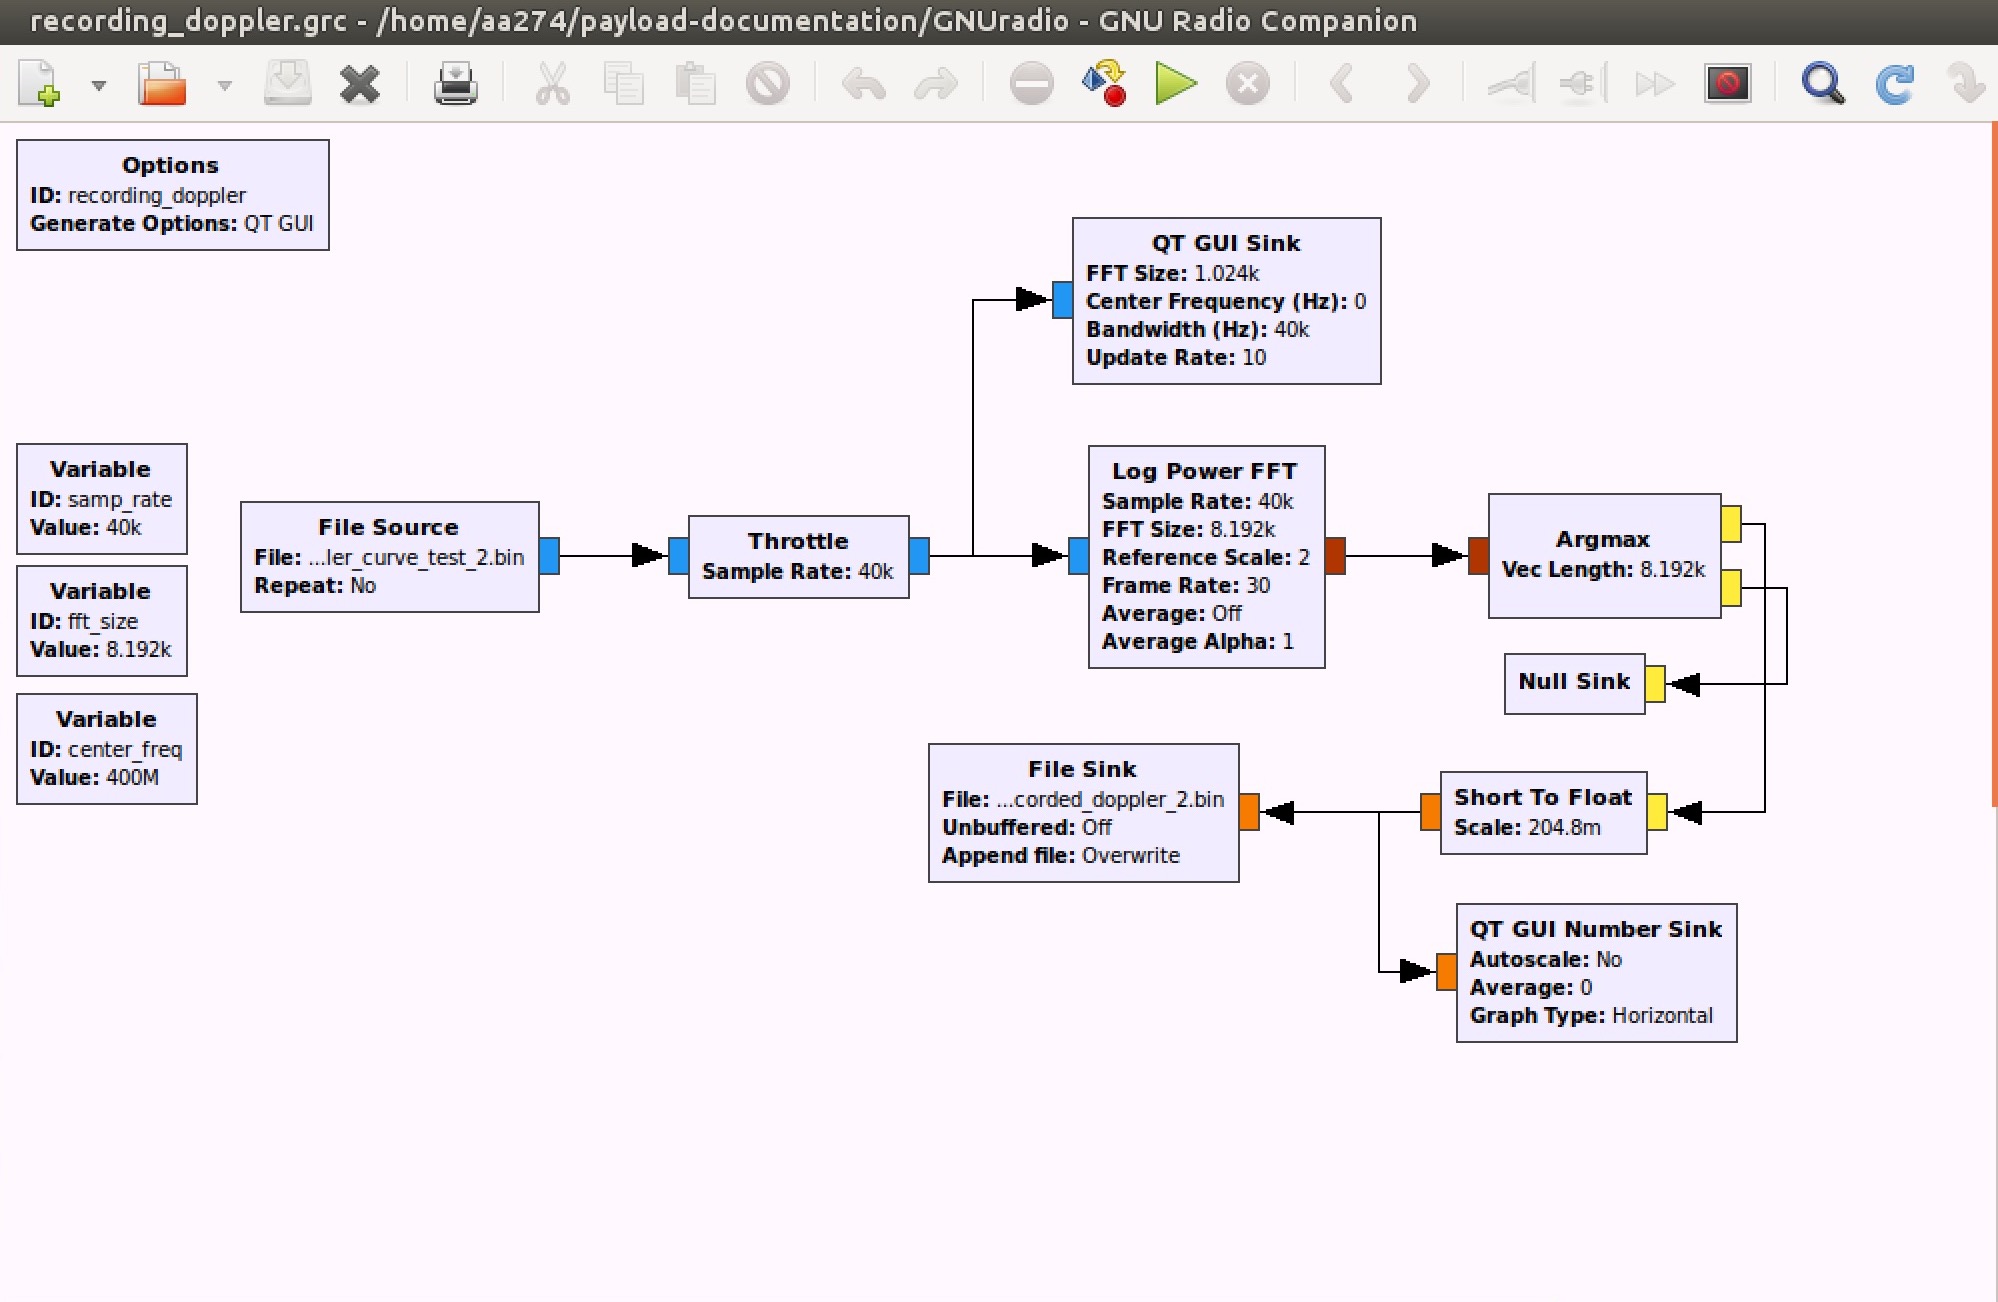 recording_doppler.grc - /home/aa274/payload-documentation/GNUradio - GNU Radio Companion
Options
ID: recording_doppler
Generate Options: QT GUI
QT GUI Sink
FFT Size: 1.024k
Center Frequency (Hz): 0
Bandwidth (Hz): 40k
Update Rate: 10
Variable
ID: samp_rate
Value: 40k
Variable
ID: fft_size
Value: 8.192k
Variable
ID: center_freq
Value: 400M
File Source
File: ...ler_curve_test_2.bin
Repeat: No
Throttle
Sample Rate: 40k
Log Power FFT
Sample Rate: 40k
FFT Size: 8.192k
Reference Scale: 2
Frame Rate: 30
Average: Off
Average Alpha: 1
Argmax
Vec Length: 8.192k
Null Sink
File Sink
File: ...corded_doppler_2.bin
Unbuffered: Off
Append file: Overwrite
Short To Float
Scale: 204.8m
QT GUI Number Sink
Autoscale: No
Average: 0
Graph Type: Horizontal